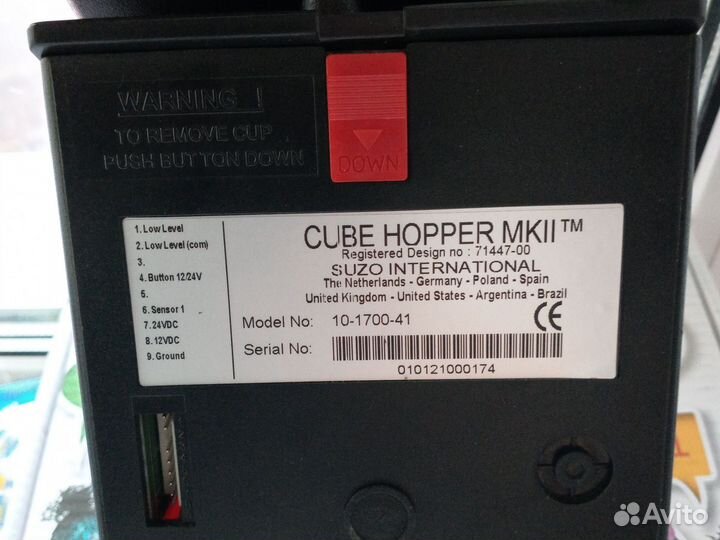 WARNING !
TO REMOVE CUP
PUSH BUTTON DOWN
DOWN
1. Low Level
2. Low Level (com)
3.
4. Button 12/24V
5.
6. Sensor 1
7. 24VDC
8. 12VDC
9. Ground
CUBE HOPPER MKII™
Registered Design no : 71447-00
SUZO INTERNATIONAL
The Netherlands - Germany - Poland - Spain
United Kingdom - United States - Argentina - Brazil
Model No: 10-1700-41
CE
Serial No:
010121000174
Avito